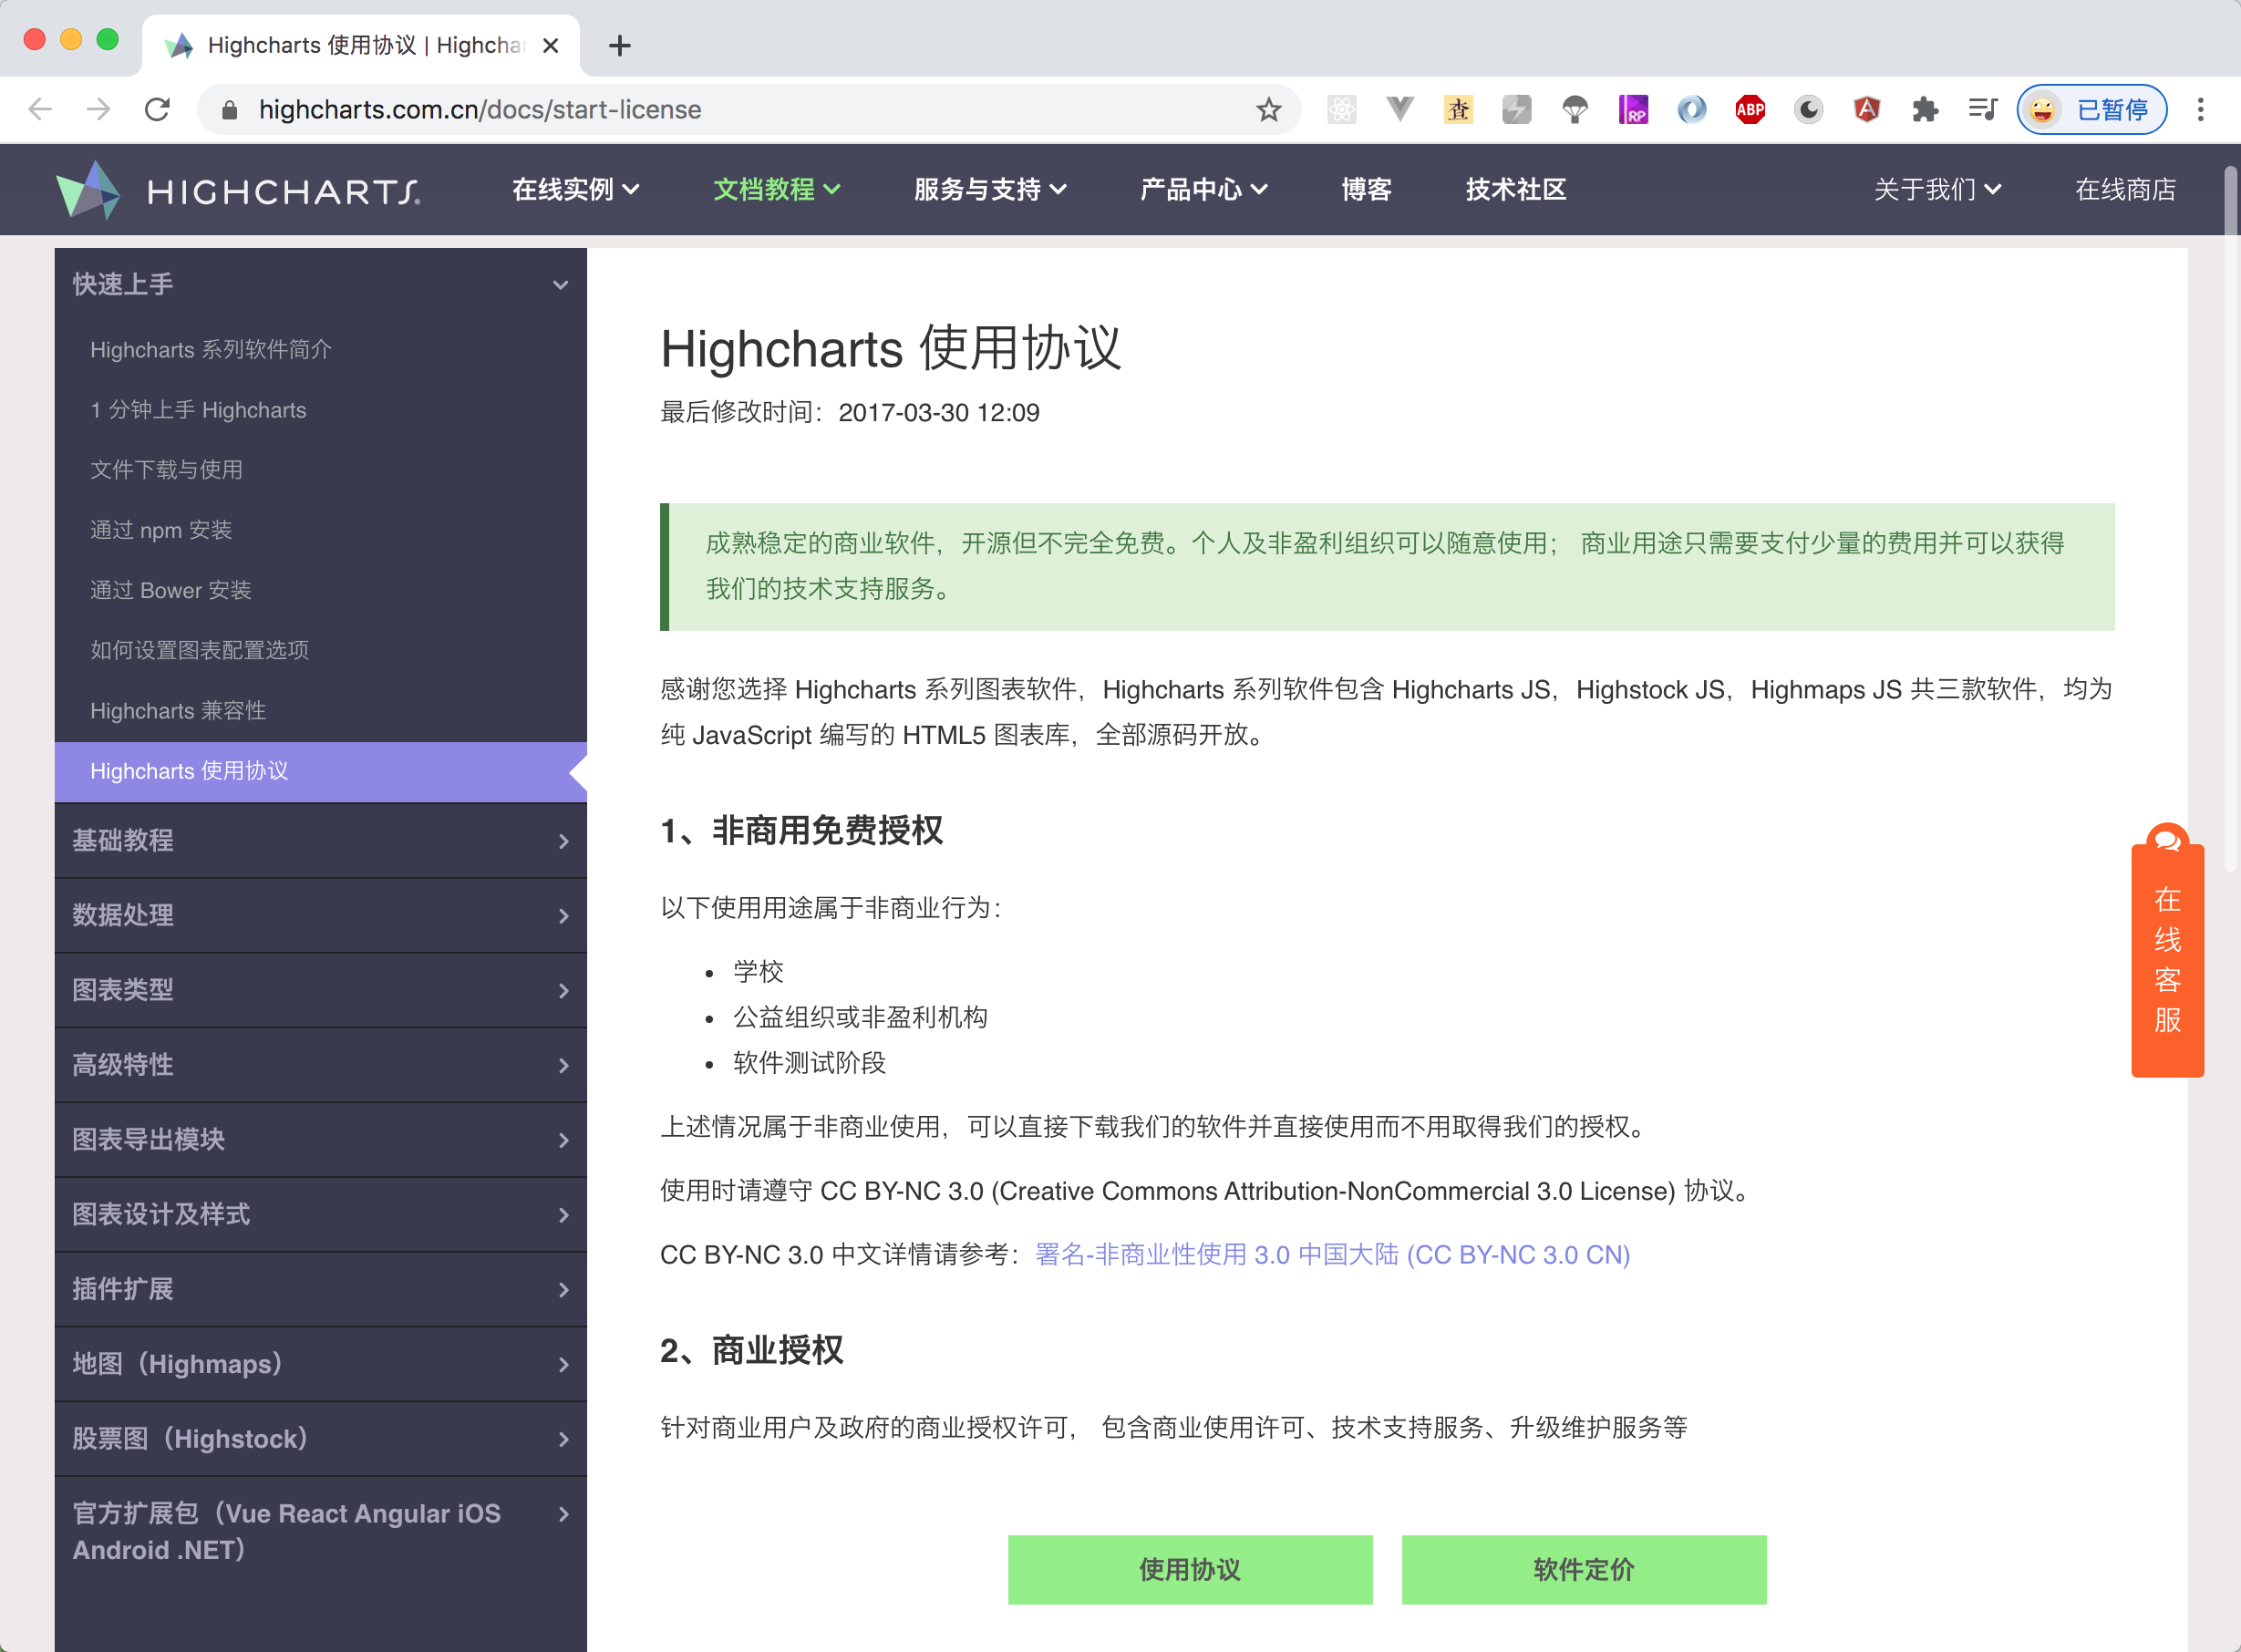 Highcharts 使用协议 | Highchar
highcharts.com.cn/docs/start-license
查
RP
ABP
已暂停
HIGHCHARTS®
在线实例
文档教程
服务与支持
产品中心
博客
技术社区
关于我们
在线商店
快速上手
Highcharts 系列软件简介
1 分钟上手 Highcharts
文件下载与使用
通过 npm 安装
通过 Bower 安装
如何设置图表配置选项
Highcharts 兼容性
Highcharts 使用协议
基础教程
数据处理
图表类型
高级特性
图表导出模块
图表设计及样式
插件扩展
地图（Highmaps）
股票图（Highstock）
官方扩展包（Vue React Angular iOS
Android .NET）
Highcharts 使用协议
最后修改时间：2017-03-30 12:09
成熟稳定的商业软件，开源但不完全免费。个人及非盈利组织可以随意使用； 商业用途只需要支付少量的费用并可以获得
我们的技术支持服务。
感谢您选择 Highcharts 系列图表软件，Highcharts 系列软件包含 Highcharts JS，Highstock JS，Highmaps JS 共三款软件，均为
纯 JavaScript 编写的 HTML5 图表库，全部源码开放。
1、非商用免费授权
以下使用用途属于非商业行为：
• 学校
• 公益组织或非盈利机构
• 软件测试阶段
上述情况属于非商业使用，可以直接下载我们的软件并直接使用而不用取得我们的授权。
使用时请遵守 CC BY-NC 3.0 (Creative Commons Attribution-NonCommercial 3.0 License) 协议。
CC BY-NC 3.0 中文详情请参考：署名-非商业性使用 3.0 中国大陆 (CC BY-NC 3.0 CN)
2、商业授权
针对商业用户及政府的商业授权许可， 包含商业使用许可、技术支持服务、升级维护服务等
使用协议
软件定价
在
线
客
服